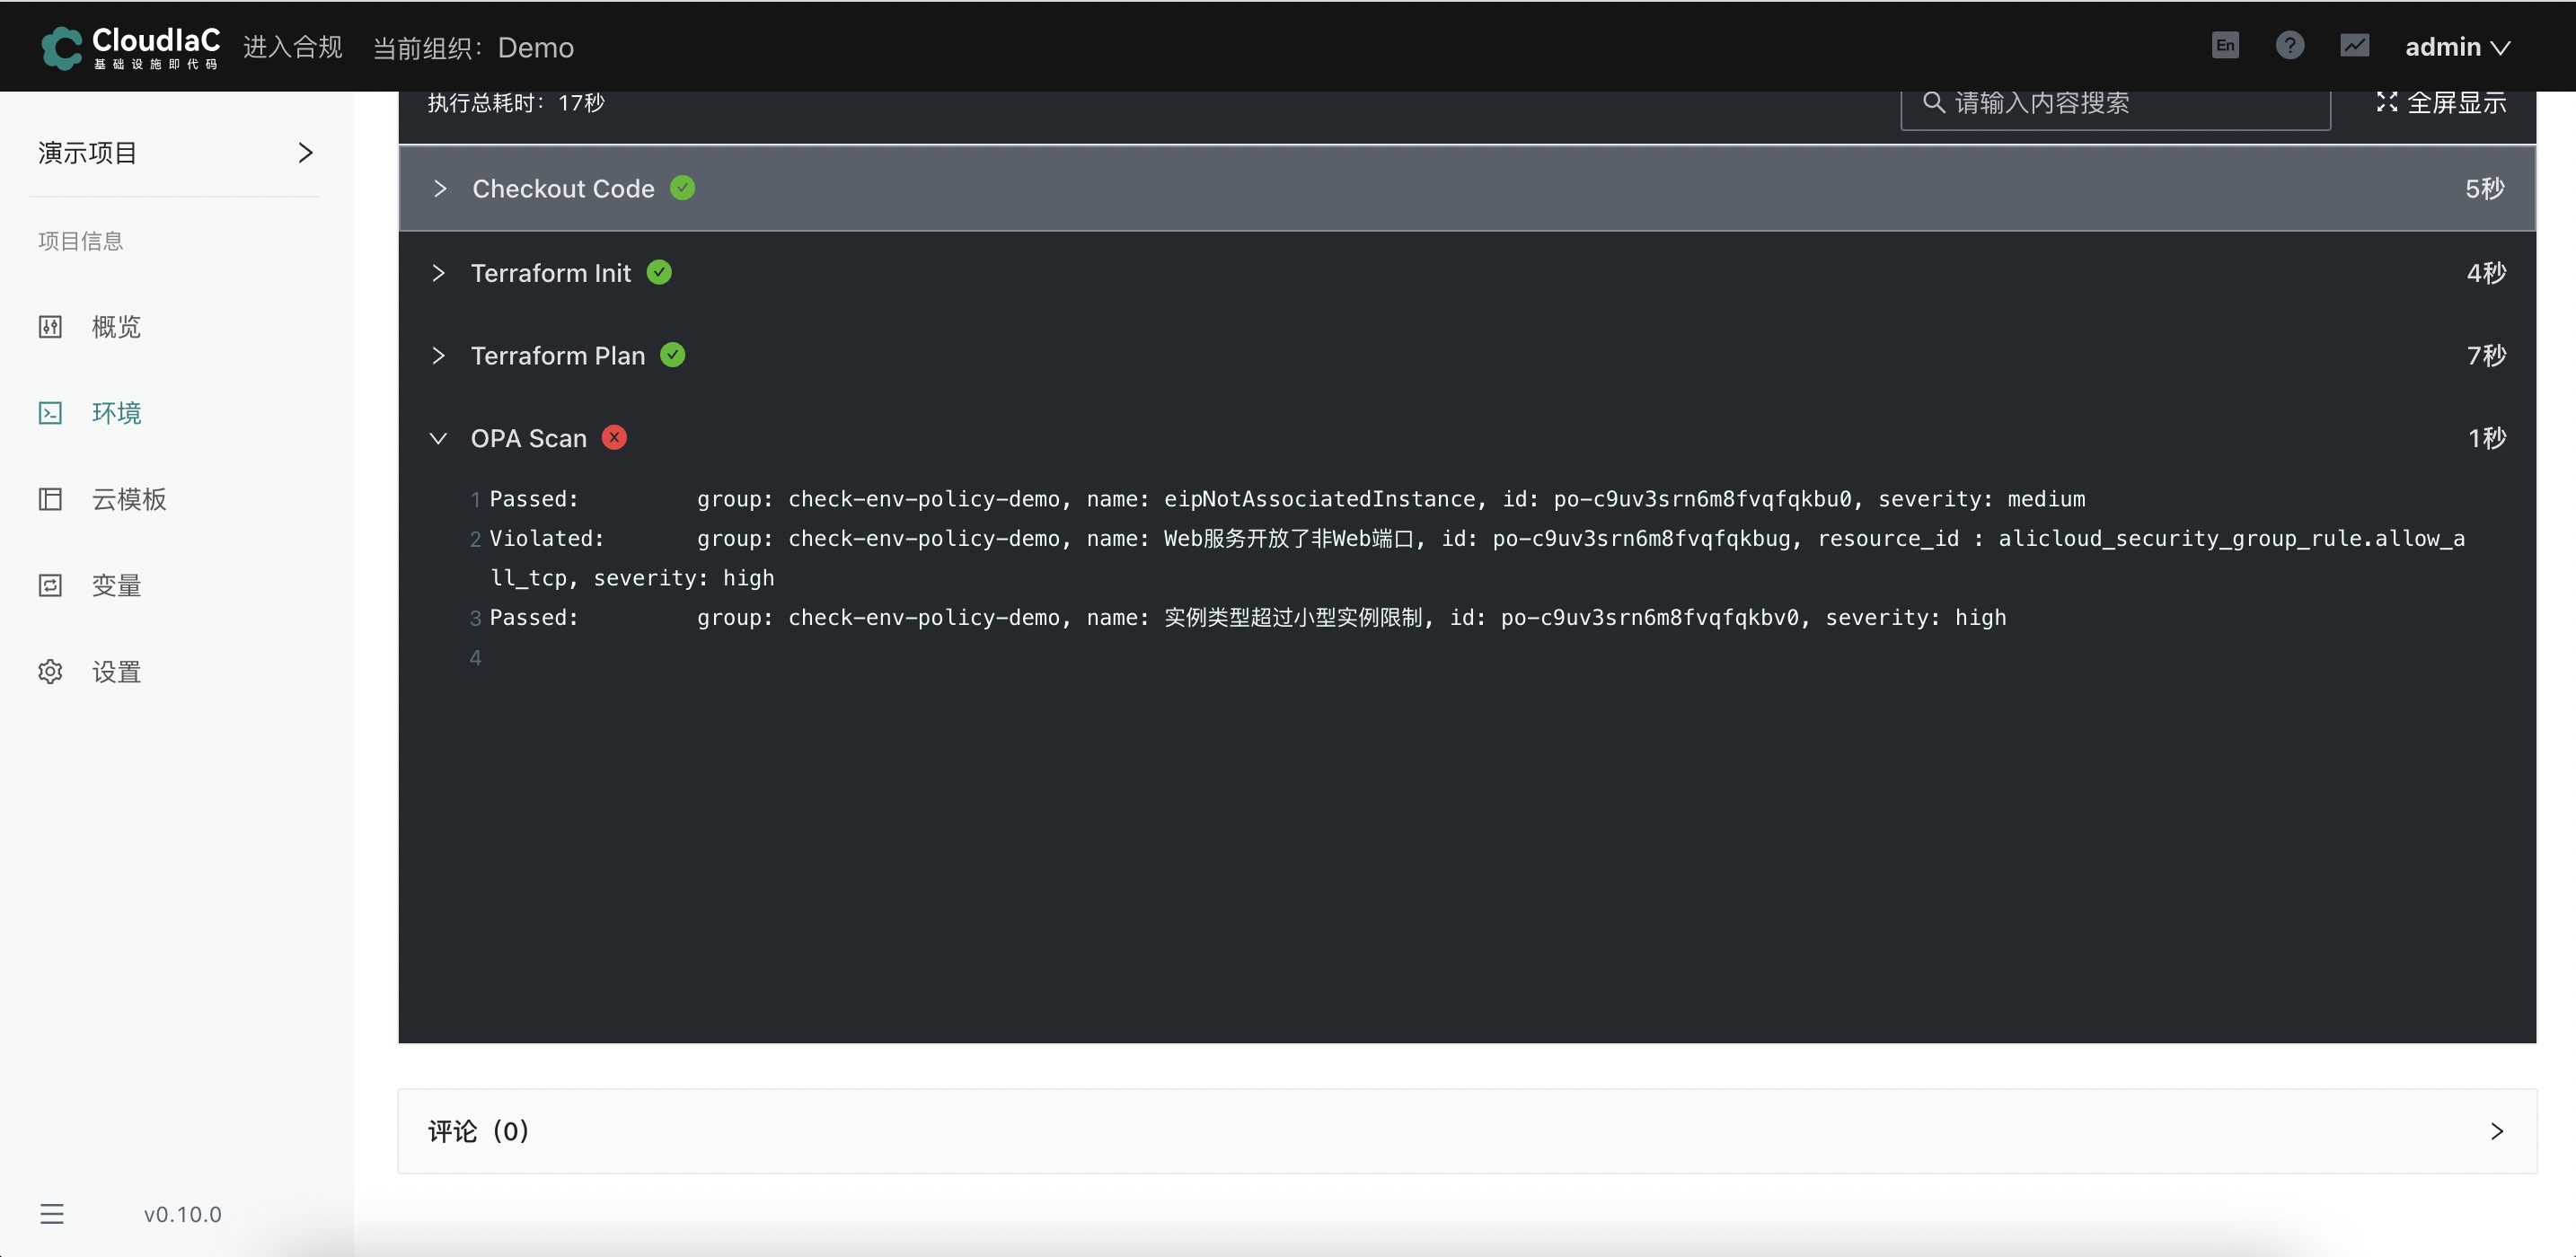 CloudIaC
基础设施即代码
进入合规 当前组织：Demo
En ? admin
执行总耗时：17秒
请输入内容搜索
全屏显示
演示项目
项目信息
概览
环境
云模板
变量
设置
v0.10.0
Checkout Code 5秒
Terraform Init 4秒
Terraform Plan 7秒
OPA Scan 1秒
1 Passed: group: check-env-policy-demo, name: eipNotAssociatedInstance, id: po-c9uv3srn6m8fvqfqkbu0, severity: medium
2 Violated: group: check-env-policy-demo, name: Web服务开放了非Web端口, id: po-c9uv3srn6m8fvqfqkbug, resource_id : alicloud_security_group_rule.allow_a
ll_tcp, severity: high
3 Passed: group: check-env-policy-demo, name: 实例类型超过小型实例限制, id: po-c9uv3srn6m8fvqfqkbv0, severity: high
4
评论（0）